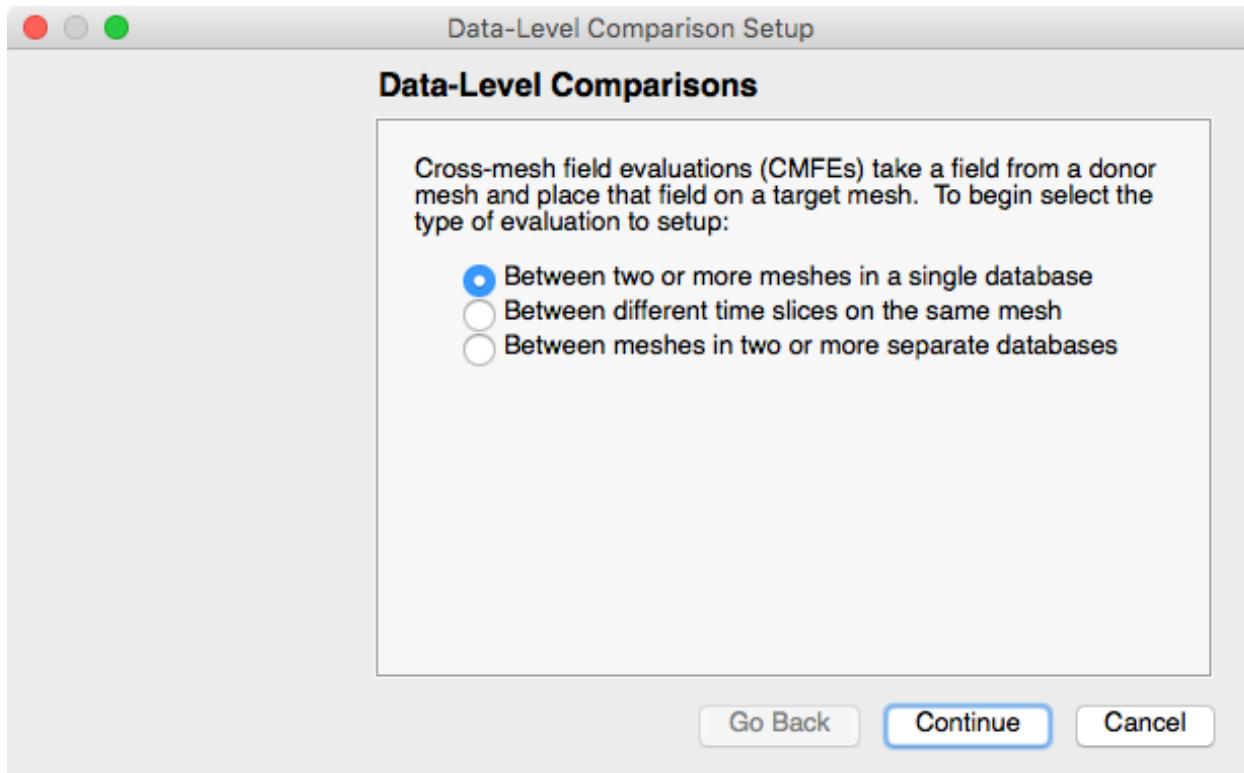 Data-Level Comparison Setup
Data-Level Comparisons
Cross-mesh field evaluations (CMFEs) take a field from a donor
mesh and place that field on a target mesh.  To begin select the
type of evaluation to setup:
Between two or more meshes in a single database
Between different time slices on the same mesh
Between meshes in two or more separate databases
Go Back
Continue
Cancel